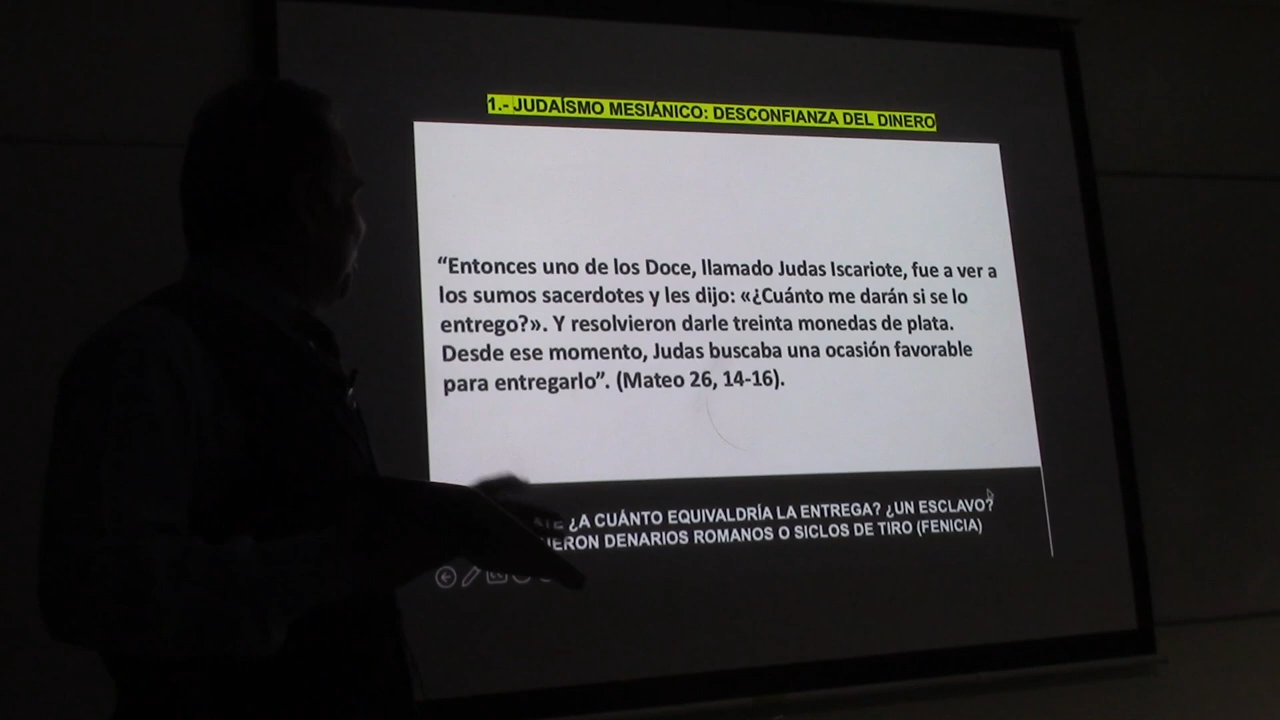 1.- JUDAÍSMO MESIÁNICO: DESCONFIANZA DEL DINERO
“Entonces uno de los Doce, llamado Judas Iscariote, fue a ver a
los sumos sacerdotes y les dijo: «¿Cuánto me darán si se lo
entrego?». Y resolvieron darle treinta monedas de plata.
Desde ese momento, Judas buscaba una ocasión favorable
para entregarlo”. (Mateo 26, 14-16).
¿A CUÁNTO EQUIVALDRÍA LA ENTREGA? ¿UN ESCLAVO?
DENARIOS ROMANOS O SICLOS DE TIRO (FENICIA)